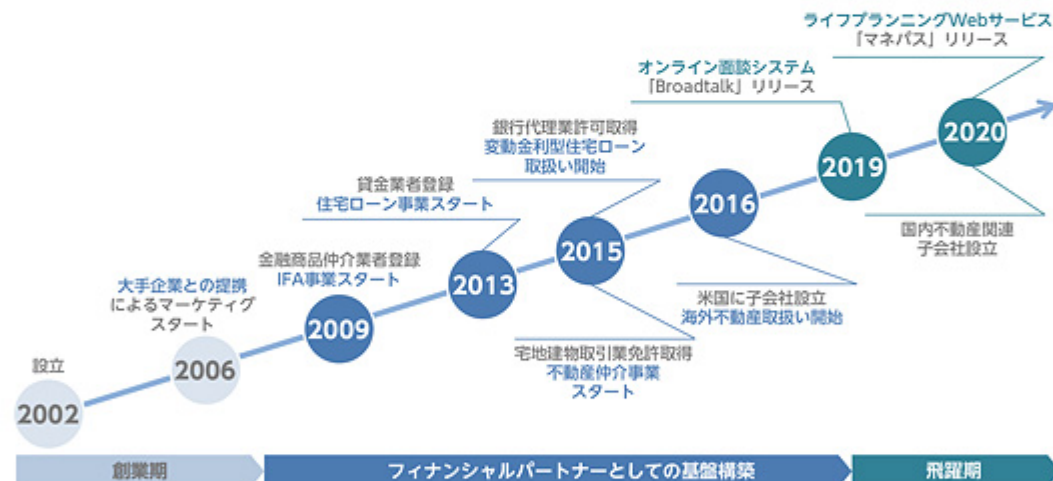 ライフプランニングWebサービス
「マネパス」リリース
オンライン面談システム
「Broadtalk」リリース
銀行代理業許可取得
変動金利型住宅ローン
取扱い開始
貸金業者登録
住宅ローン事業スタート
金融商品仲介業者登録
IFA事業スタート
大手企業との提携
によるマーケティグ
スタート
設立
2002
2006
2009
2013
2015
2016
2019
2020
国内不動産関連
子会社設立
米国に子会社設立
海外不動産取扱い開始
宅地建物取引業免許取得
不動産仲介事業
スタート
創業期
フィナンシャルパートナーとしての基盤構築
飛躍期